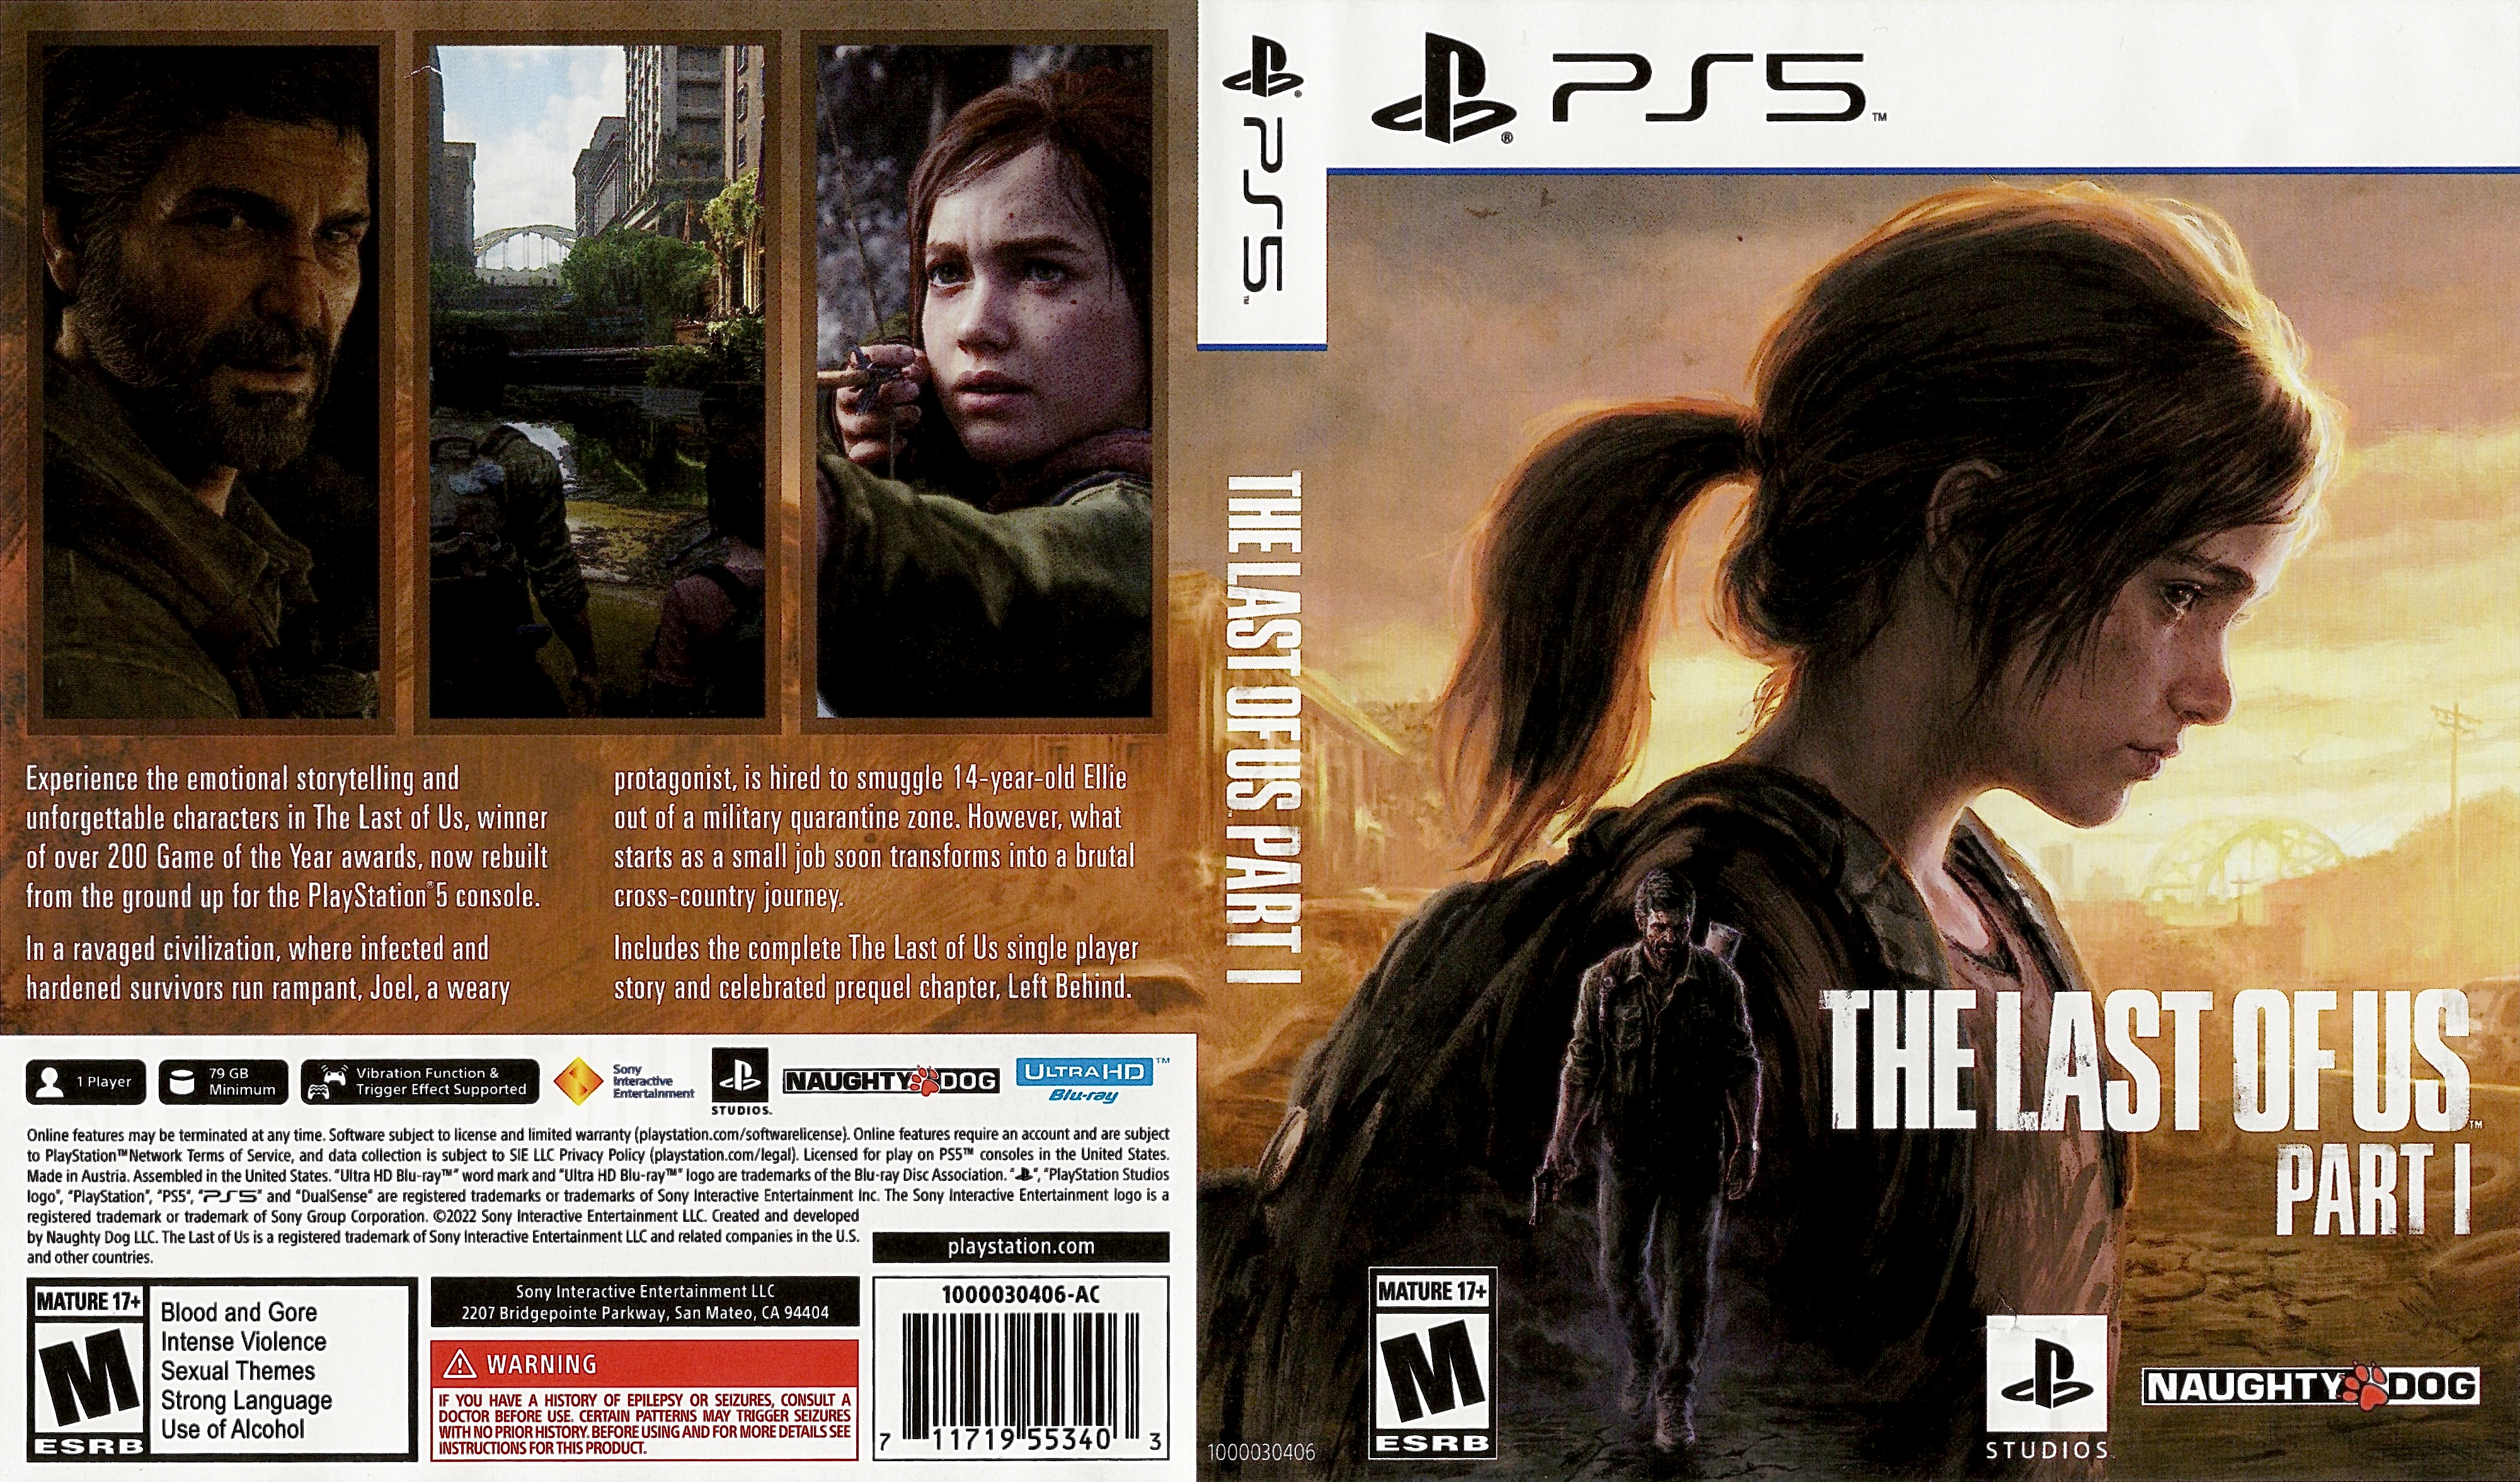 Experience the emotional storytelling and
unforgettable characters in The Last of Us, winner
of over 200 Game of the Year awards, now rebuilt
from the ground up for the PlayStation®5 console.
In a ravaged civilization, where infected and
hardened survivors run rampant, Joel, a weary
protagonist, is hired to smuggle 14-year-old Ellie
out of a military quarantine zone. However, what
starts as a small job soon transforms into a brutal
cross-country journey.
Includes the complete The Last of Us single player
story and celebrated prequel chapter, Left Behind.
1 Player
79 GB
Minimum
Vibration Function &
Trigger Effect Supported
Sony
Interactive
Entertainment
STUDIOS™
NAUGHTY DOG
ULTRA HD™
Blu-ray
Online features may be terminated at any time. Software subject to license and limited warranty (playstation.com/softwarelicense). Online features require an account and are subject
to PlayStation™Network Terms of Service, and data collection is subject to SIE LLC Privacy Policy (playstation.com/legal). Licensed for play on PS5™ consoles in the United States.
Made in Austria. Assembled in the United States. "Ultra HD Blu-ray™" word mark and "Ultra HD Blu-ray™" logo are trademarks of the Blu-ray Disc Association. "", "PlayStation Studios
logo", "PlayStation", "PS5", "PS5" and "DualSense" are registered trademarks or trademarks of Sony Interactive Entertainment Inc. The Sony Interactive Entertainment logo is a
registered trademark or trademark of Sony Group Corporation. ©2022 Sony Interactive Entertainment LLC. Created and developed
by Naughty Dog LLC. The Last of Us is a registered trademark of Sony Interactive Entertainment LLC and related companies in the U.S.
and other countries.
playstation.com
MATURE 17+
M
ESRB
Blood and Gore
Intense Violence
Sexual Themes
Strong Language
Use of Alcohol
Sony Interactive Entertainment LLC
2207 Bridgepointe Parkway, San Mateo, CA 94404
WARNING
IF YOU HAVE A HISTORY OF EPILEPSY OR SEIZURES, CONSULT A
DOCTOR BEFORE USE. CERTAIN PATTERNS MAY TRIGGER SEIZURES
WITH NO PRIOR HISTORY. BEFORE USING AND FOR MORE DETAILS SEE
INSTRUCTIONS FOR THIS PRODUCT.
1000030406-AC
7 11719 55340 3
® PS5™
THE LAST OF US™ PART I
1000030406
® PS5™
THE LAST OF US™
PART I
MATURE 17+
M
ESRB
STUDIOS
NAUGHTY DOG